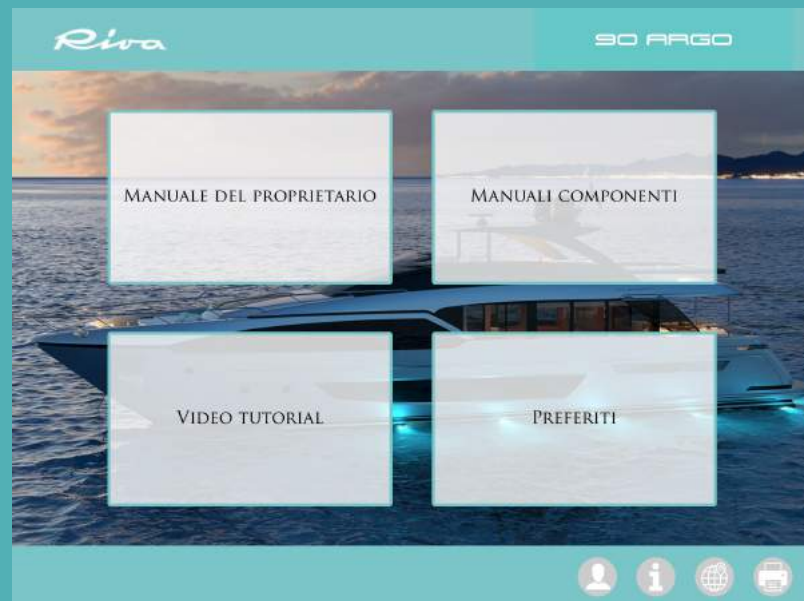 Riva
90 ARGO
MANUALE DEL PROPRIETARIO
MANUALI COMPONENTI
VIDEO TUTORIAL
PREFERITI